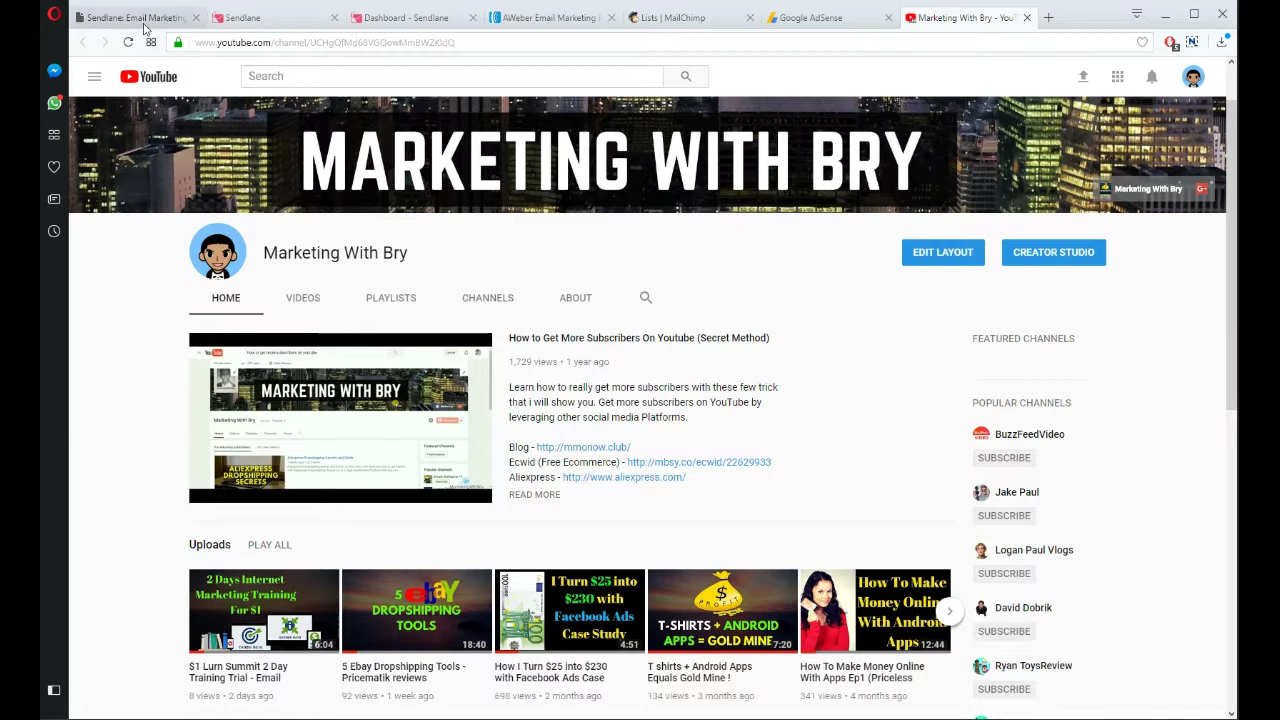 Sendlane: Email Marketing
Sendlane
Dashboard - Sendlane
AWeber Email Marketing
Lists | MailChimp
Google AdSense
Marketing With Bry - YouT
YouTube
Search
MARKETING WITH BRY
Marketing With Bry
Marketing With Bry
EDIT LAYOUT
CREATOR STUDIO
HOME
VIDEOS
PLAYLISTS
CHANNELS
ABOUT
MARKETING WITH BRY
ALIEXPRESS
DROPSHIPPING
SECRETS
How to Get More Subscribers On Youtube (Secret Method)
1,729 views • 1 year ago
Learn how to really get more subscribers with these few trick
that i will show you. Get more subscribers on YouTube by
leveraging other social media Platform.
Blog - http://mmonow.club/
Ecwid (Free Ecommerce) - http://mbsy.co/ecwid/22629933
Aliexpress - http://www.aliexpress.com/
READ MORE
FEATURED CHANNELS
POPULAR CHANNELS
BuzzFeedVideo
SUBSCRIBE
Jake Paul
SUBSCRIBE
Logan Paul Vlogs
SUBSCRIBE
David Dobrik
SUBSCRIBE
Ryan ToysReview
SUBSCRIBE
Uploads
PLAY ALL
2 Days Internet
Marketing Training
For $1
6:04
$1 Lurn Summit 2 Day
Training Trial - Email
8 views • 2 days ago
5 ebay
DROPSHIPPING
TOOLS
18:40
5 Ebay Dropshipping Tools -
Pricematik reviews
92 views • 1 week ago
I Turn $25 into
$230 with
Facebook Ads
Case Study
4:51
How I Turn $25 into $230
with Facebook Ads Case
698 views • 2 months ago
PROFIT
T-SHIRTS + ANDROID
APPS = GOLD MINE!
7:20
T shirts + Android Apps
Equals Gold Mine !
134 views • 3 months ago
How To Make
Money Online
With Android
Apps
12:44
How To Make Money Online
With Apps Ep1 (Priceless
341 views • 4 months ago